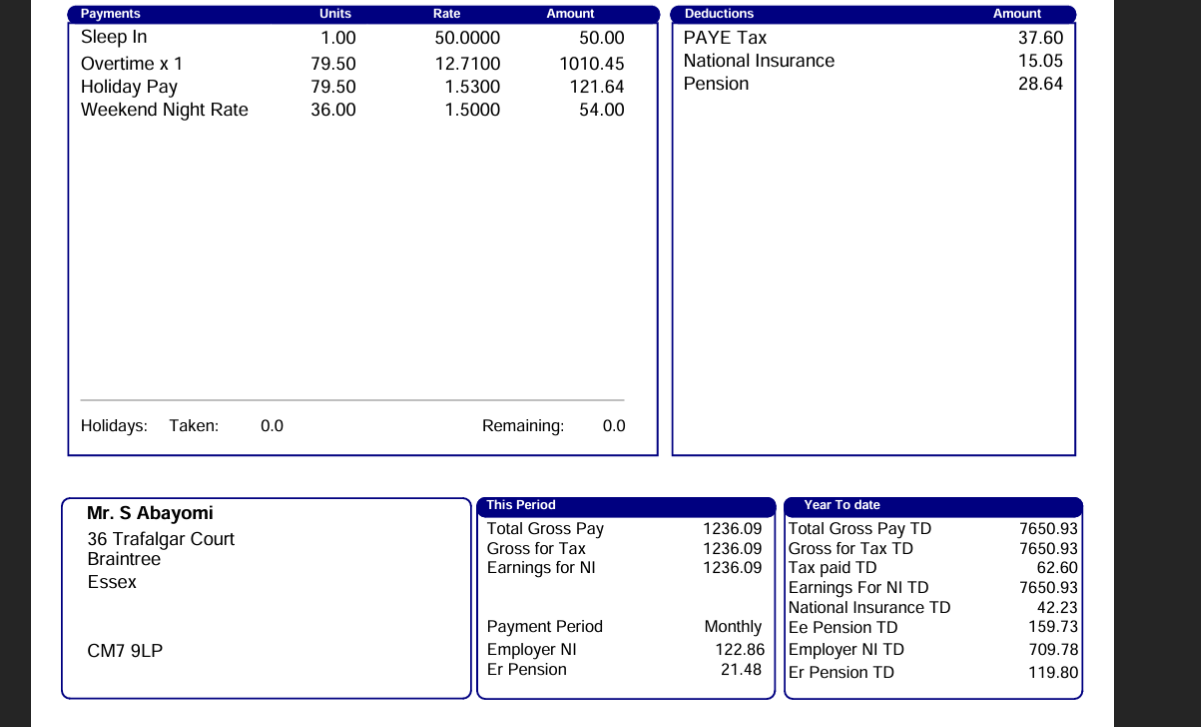 Payments Units Rate Amount
Sleep In 1.00 50.0000 50.00
Overtime x 1 79.50 12.7100 1010.45
Holiday Pay 79.50 1.5300 121.64
Weekend Night Rate 36.00 1.5000 54.00
Holidays: Taken: 0.0 Remaining: 0.0
Deductions Amount
PAYE Tax 37.60
National Insurance 15.05
Pension 28.64
Mr. S Abayomi
36 Trafalgar Court
Braintree
Essex
CM7 9LP
This Period
Total Gross Pay 1236.09
Gross for Tax 1236.09
Earnings for NI 1236.09
Payment Period Monthly
Employer NI 122.86
Er Pension 21.48
Year To date
Total Gross Pay TD 7650.93
Gross for Tax TD 7650.93
Tax paid TD 62.60
Earnings For NI TD 7650.93
National Insurance TD 42.23
Ee Pension TD 159.73
Employer NI TD 709.78
Er Pension TD 119.80